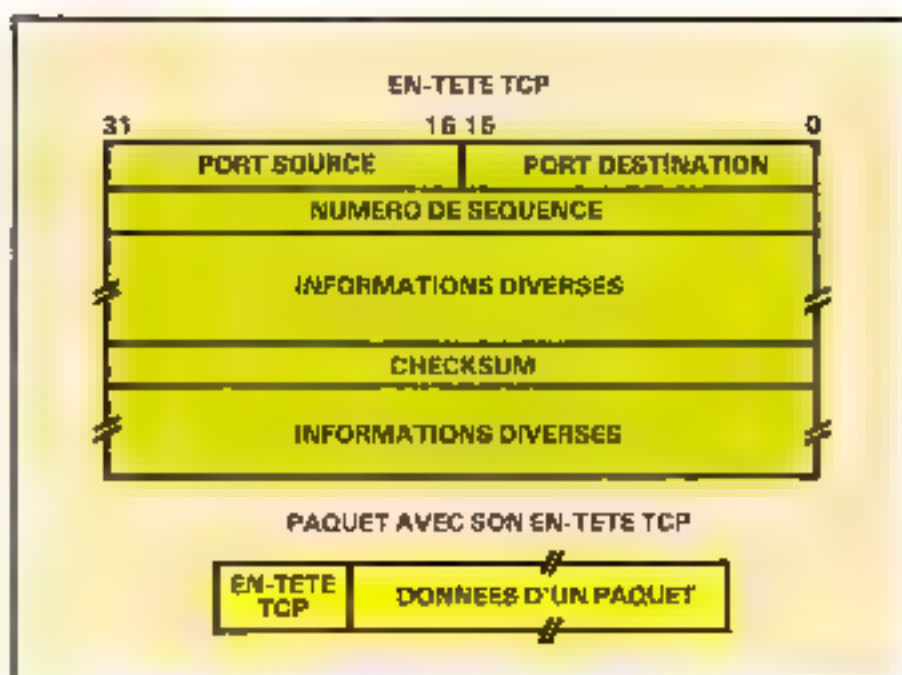 EN-TETE TCP
31 16 15 0
PORT SOURCE PORT DESTINATION
NUMERO DE SEQUENCE
INFORMATIONS DIVERSES
CHECKSUM
INFORMATIONS DIVERSES
PAQUET AVEC SON EN-TETE TCP
EN-TETE
TCP
DONNEES D'UN PAQUET